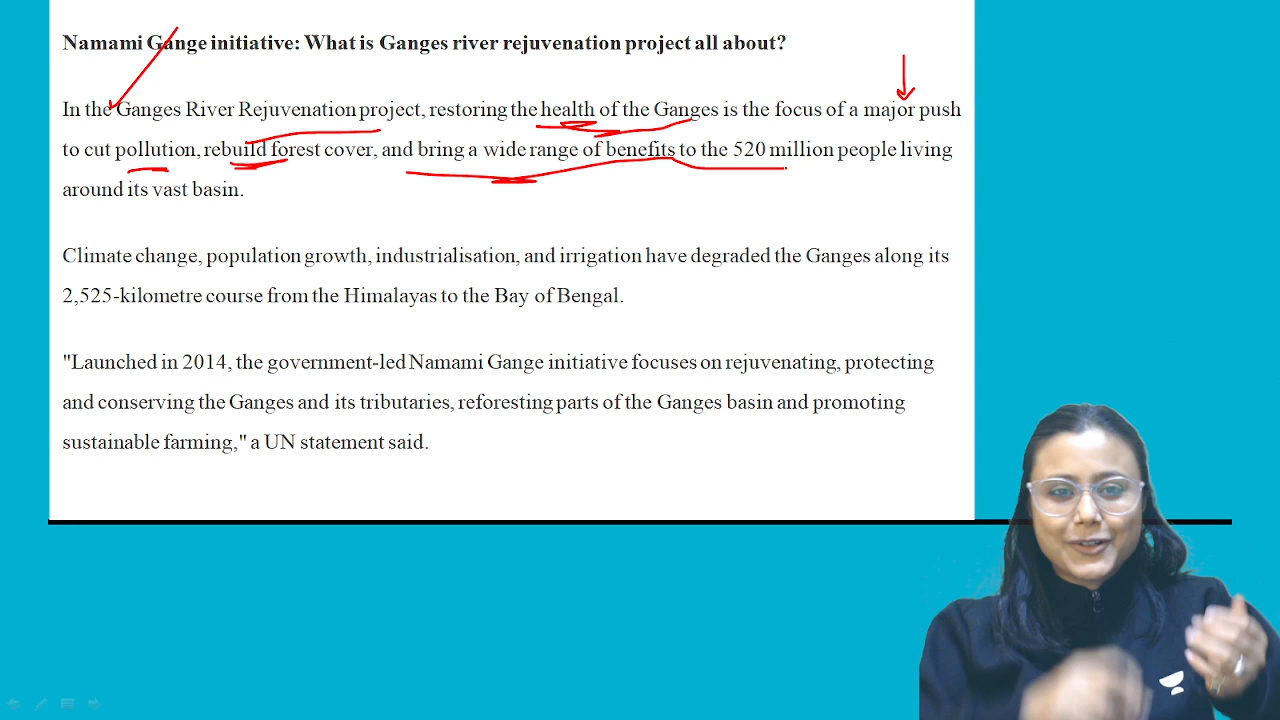 Namami Gange initiative: What is Ganges river rejuvenation project all about?
In the Ganges River Rejuvenation project, restoring the health of the Ganges is the focus of a major push
to cut pollution, rebuild forest cover, and bring a wide range of benefits to the 520 million people living
around its vast basin.
Climate change, population growth, industrialisation, and irrigation have degraded the Ganges along its
2,525-kilometre course from the Himalayas to the Bay of Bengal.
"Launched in 2014, the government-led Namami Gange initiative focuses on rejuvenating, protecting
and conserving the Ganges and its tributaries, reforesting parts of the Ganges basin and promoting
sustainable farming," a UN statement said.